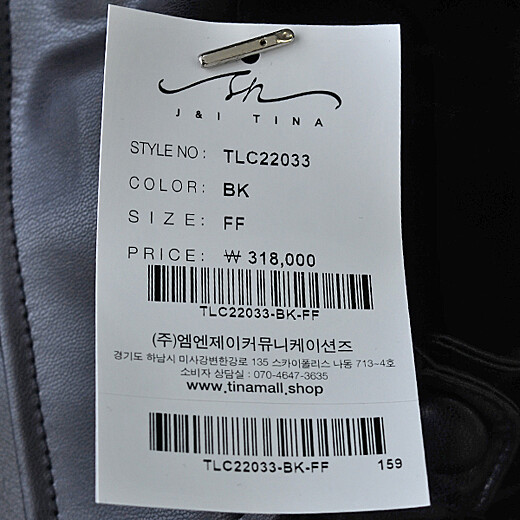 J & I TINA
STYLE NO : TLC22033
COLOR: BK
SIZE: FF
PRICE: ₩ 318,000
TLC22033-BK-FF
(주)엠엔제이커뮤니케이션즈
경기도 하남시 미사강변한강로 135 스카이폴리스 나동 713~4호
소비자 상담실 : 070-4647-3635
www.tinamall.shop
TLC22033-BK-FF 159